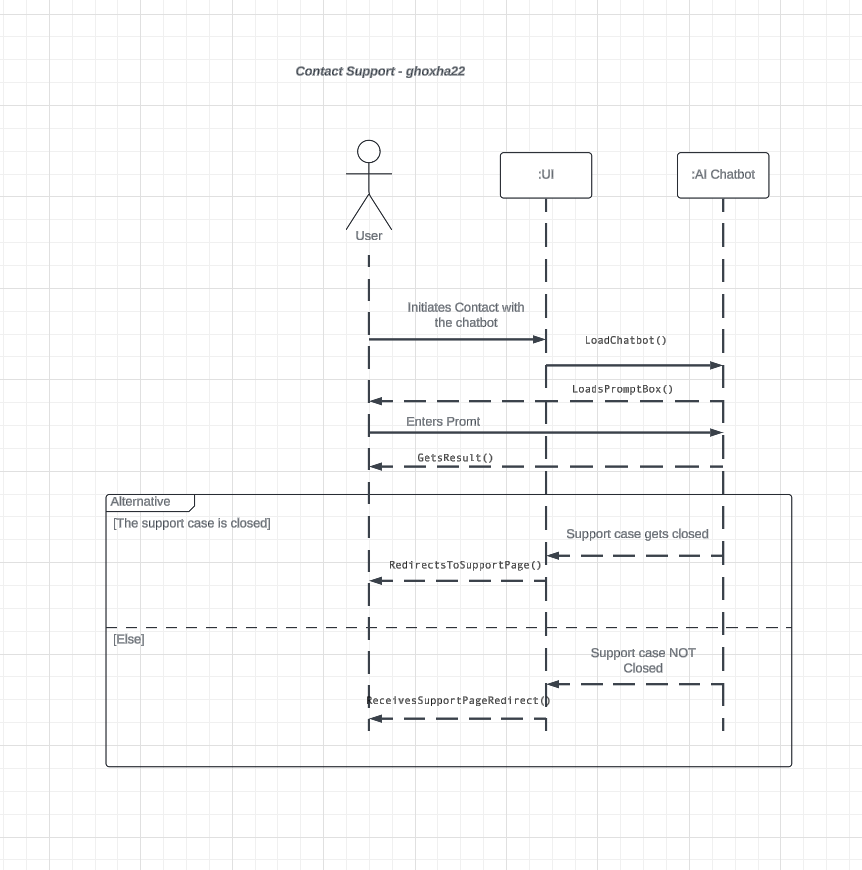 Contact Support - ghoxha22
:UI
:AI Chatbot
User
Initiates Contact with
the chatbot
LoadChatbot()
LoadsPromptBox()
Enters Promt
GetsResult()
Alternative
[The support case is closed]
Support case gets closed
RedirectsToSupportPage()
[Else]
Support case NOT
Closed
ReceivesSupportPageRedirect()